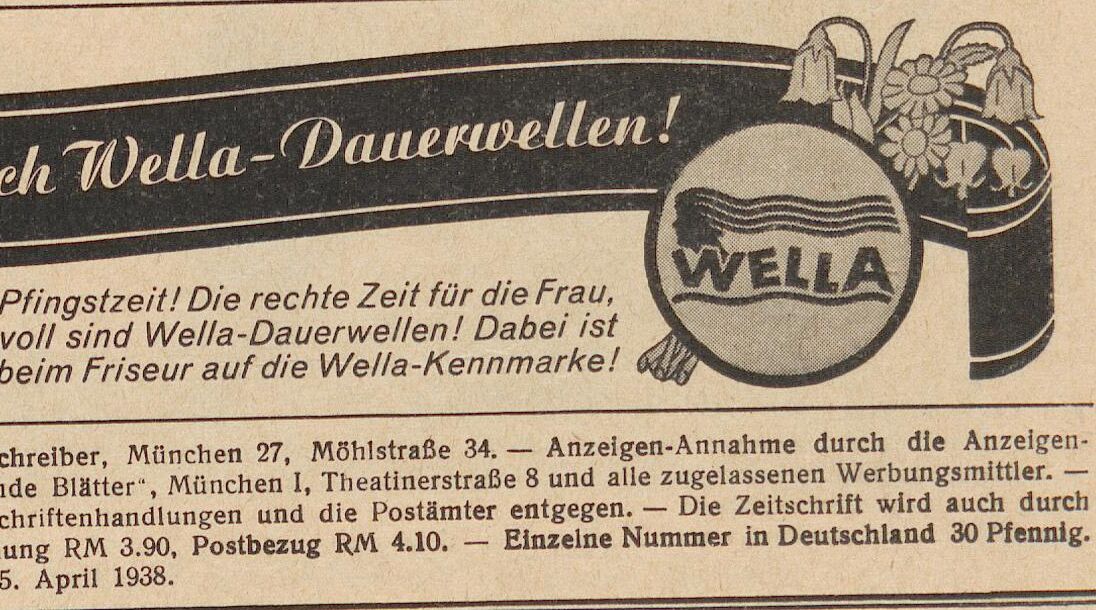 ch Wella-Dauerwellen!
WELLA
Pfingstzeit! Die rechte Zeit für die Frau,
voll sind Wella-Dauerwellen! Dabei ist
beim Friseur auf die Wella-Kennmarke!
chreiber, München 27, Möhlstraße 34. — Anzeigen-Annahme durch die Anzeigen-
nde Blätter“, München I, Theatinerstraße 8 und alle zugelassenen Werbungsmittler. —
chriftenhandlungen und die Postämter entgegen. — Die Zeitschrift wird auch durch
ung RM 3.90, Postbezug RM 4.10. — Einzelne Nummer in Deutschland 30 Pfennig.
5. April 1938.